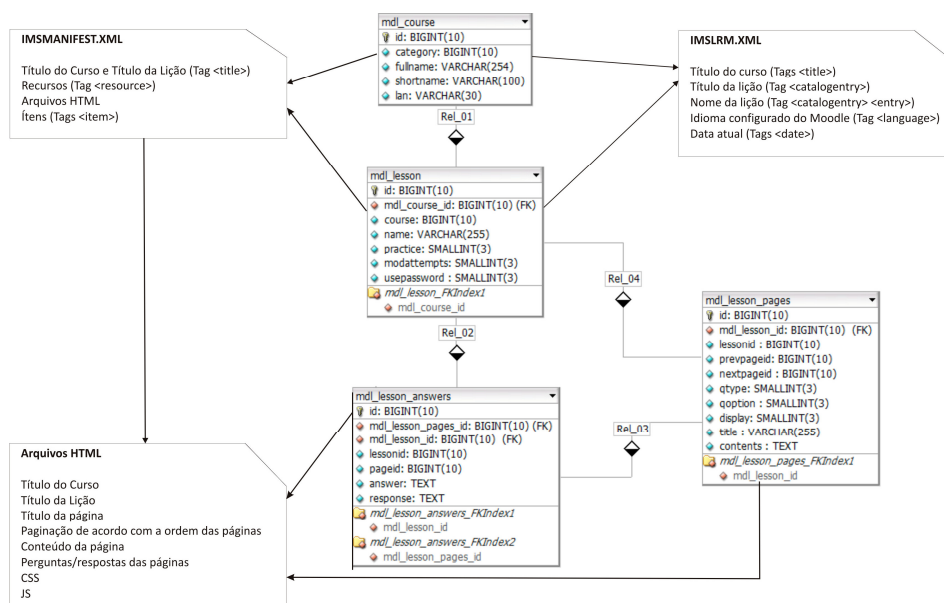 mdl_course
id: BIGINT(10)
category: BIGINT(10)
fullname: VARCHAR(254)
shortname: VARCHAR(100)
lan: VARCHAR(30)
IMSMANIFEST.XML
Título do Curso e Título da Lição (Tag <title>)
Recursos (Tag <resource>)
Arquivos HTML
Ítens (Tags <item>)
IMSLRM.XML
Título do curso (Tags <title>)
Título da lição (Tag <catalogentry>)
Nome da lição (Tag <catalogentry> <entry>)
Idioma configurado do Moodle (Tag <language>)
Data atual (Tags <date>)
Rel_01
mdl_lesson
id: BIGINT(10)
mdl_course_id: BIGINT(10) (FK)
course: BIGINT(10)
name: VARCHAR(255)
practice: SMALLINT(3)
modattempts: SMALLINT(3)
usepassword : SMALLINT(3)
mdl_lesson_FKIndex1
mdl_course_id
Rel_04
Rel_02
mdl_lesson_pages
id: BIGINT(10)
mdl_lesson_id: BIGINT(10) (FK)
lessonid : BIGINT(10)
prevpageid: BIGINT(10)
nextpageid : BIGINT(10)
qtype: SMALLINT(3)
qoption : SMALLINT(3)
display: SMALLINT(3)
title : VARCHAR(255)
contents : TEXT
mdl_lesson_pages_FKIndex1
mdl_lesson_id
Rel_03
mdl_lesson_answers
id: BIGINT(10)
mdl_lesson_pages_id: BIGINT(10) (FK)
mdl_lesson_id: BIGINT(10) (FK)
lessonid: BIGINT(10)
pageid: BIGINT(10)
answer: TEXT
response: TEXT
mdl_lesson_answers_FKIndex1
mdl_lesson_id
mdl_lesson_answers_FKIndex2
mdl_lesson_pages_id
Arquivos HTML
Título do Curso
Título da Lição
Título da página
Paginação de acordo com a ordem das páginas
Conteúdo da página
Perguntas/respostas das páginas
CSS
JS